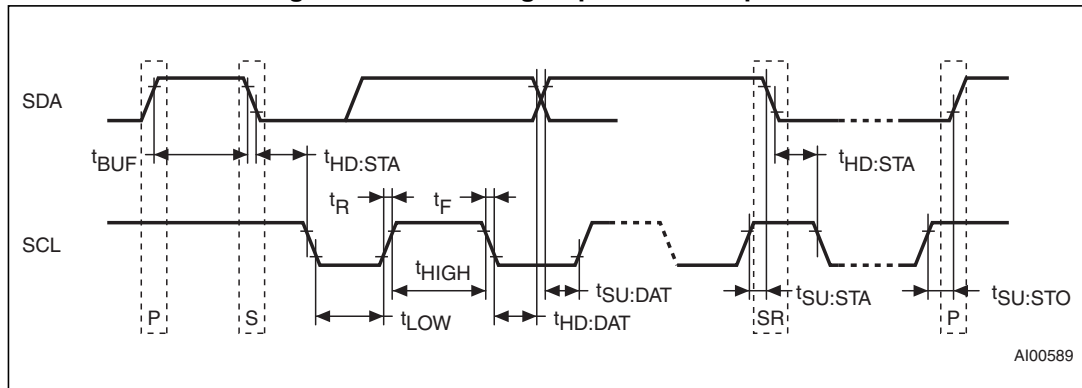 SDA
tBUF
tHD:STA
tHD:STA
tR
tF
SCL
tHIGH
tSU:DAT
tSU:STA
tSU:STO
P
S
tLOW
tHD:DAT
SR
P
AI00589